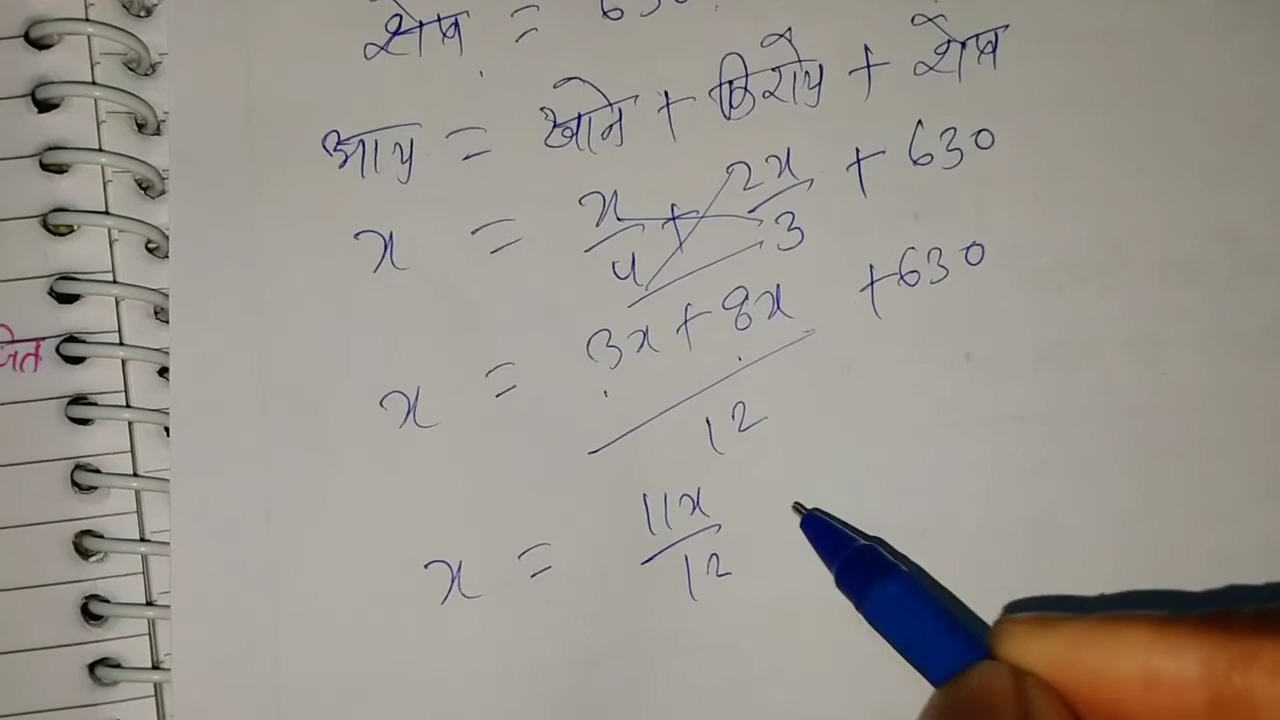 शेष = 630
आय = खाने + किराये + शेष
x = x/4 + 2x/3 + 630
x = 3x + 8x / 12 + 630
x = 11x/12